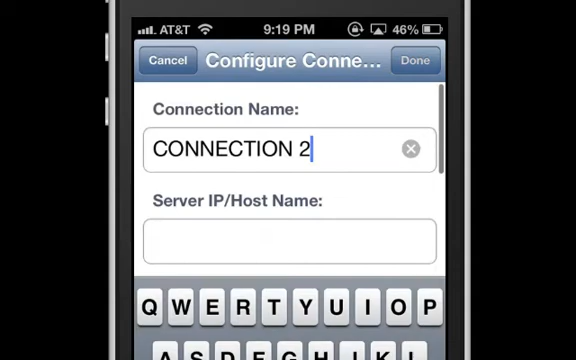 AT&T 9:19 PM 46%
Cancel Configure Conne... Done
Connection Name:
CONNECTION 2
Server IP/Host Name:
Q W E R T Y U I O P
A S D F G H J K L